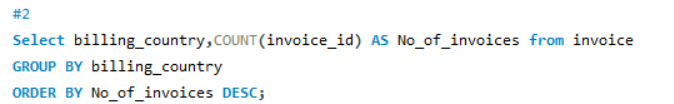 #2
Select billing_country,COUNT(invoice_id) AS No_of_invoices from invoice
GROUP BY billing_country
ORDER BY No_of_invoices DESC;